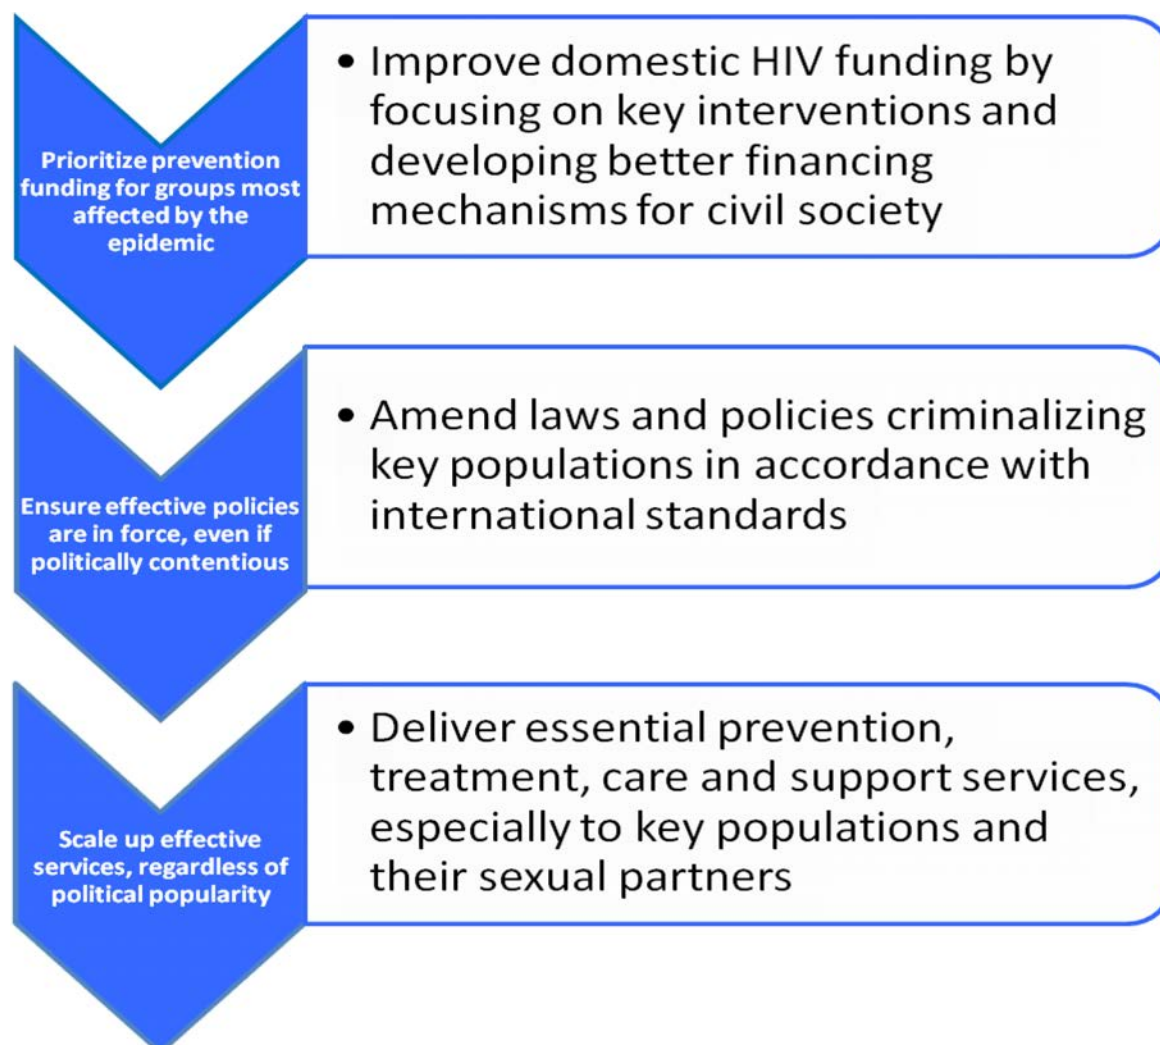 Prioritize prevention
funding for groups most
affected by the
epidemic
• Improve domestic HIV funding by
focusing on key interventions and
developing better financing
mechanisms for civil society
Ensure effective policies
are in force, even if
politically contentious
• Amend laws and policies criminalizing
key populations in accordance with
international standards
Scale up effective
services, regardless of
political popularity
• Deliver essential prevention,
treatment, care and support services,
especially to key populations and
their sexual partners